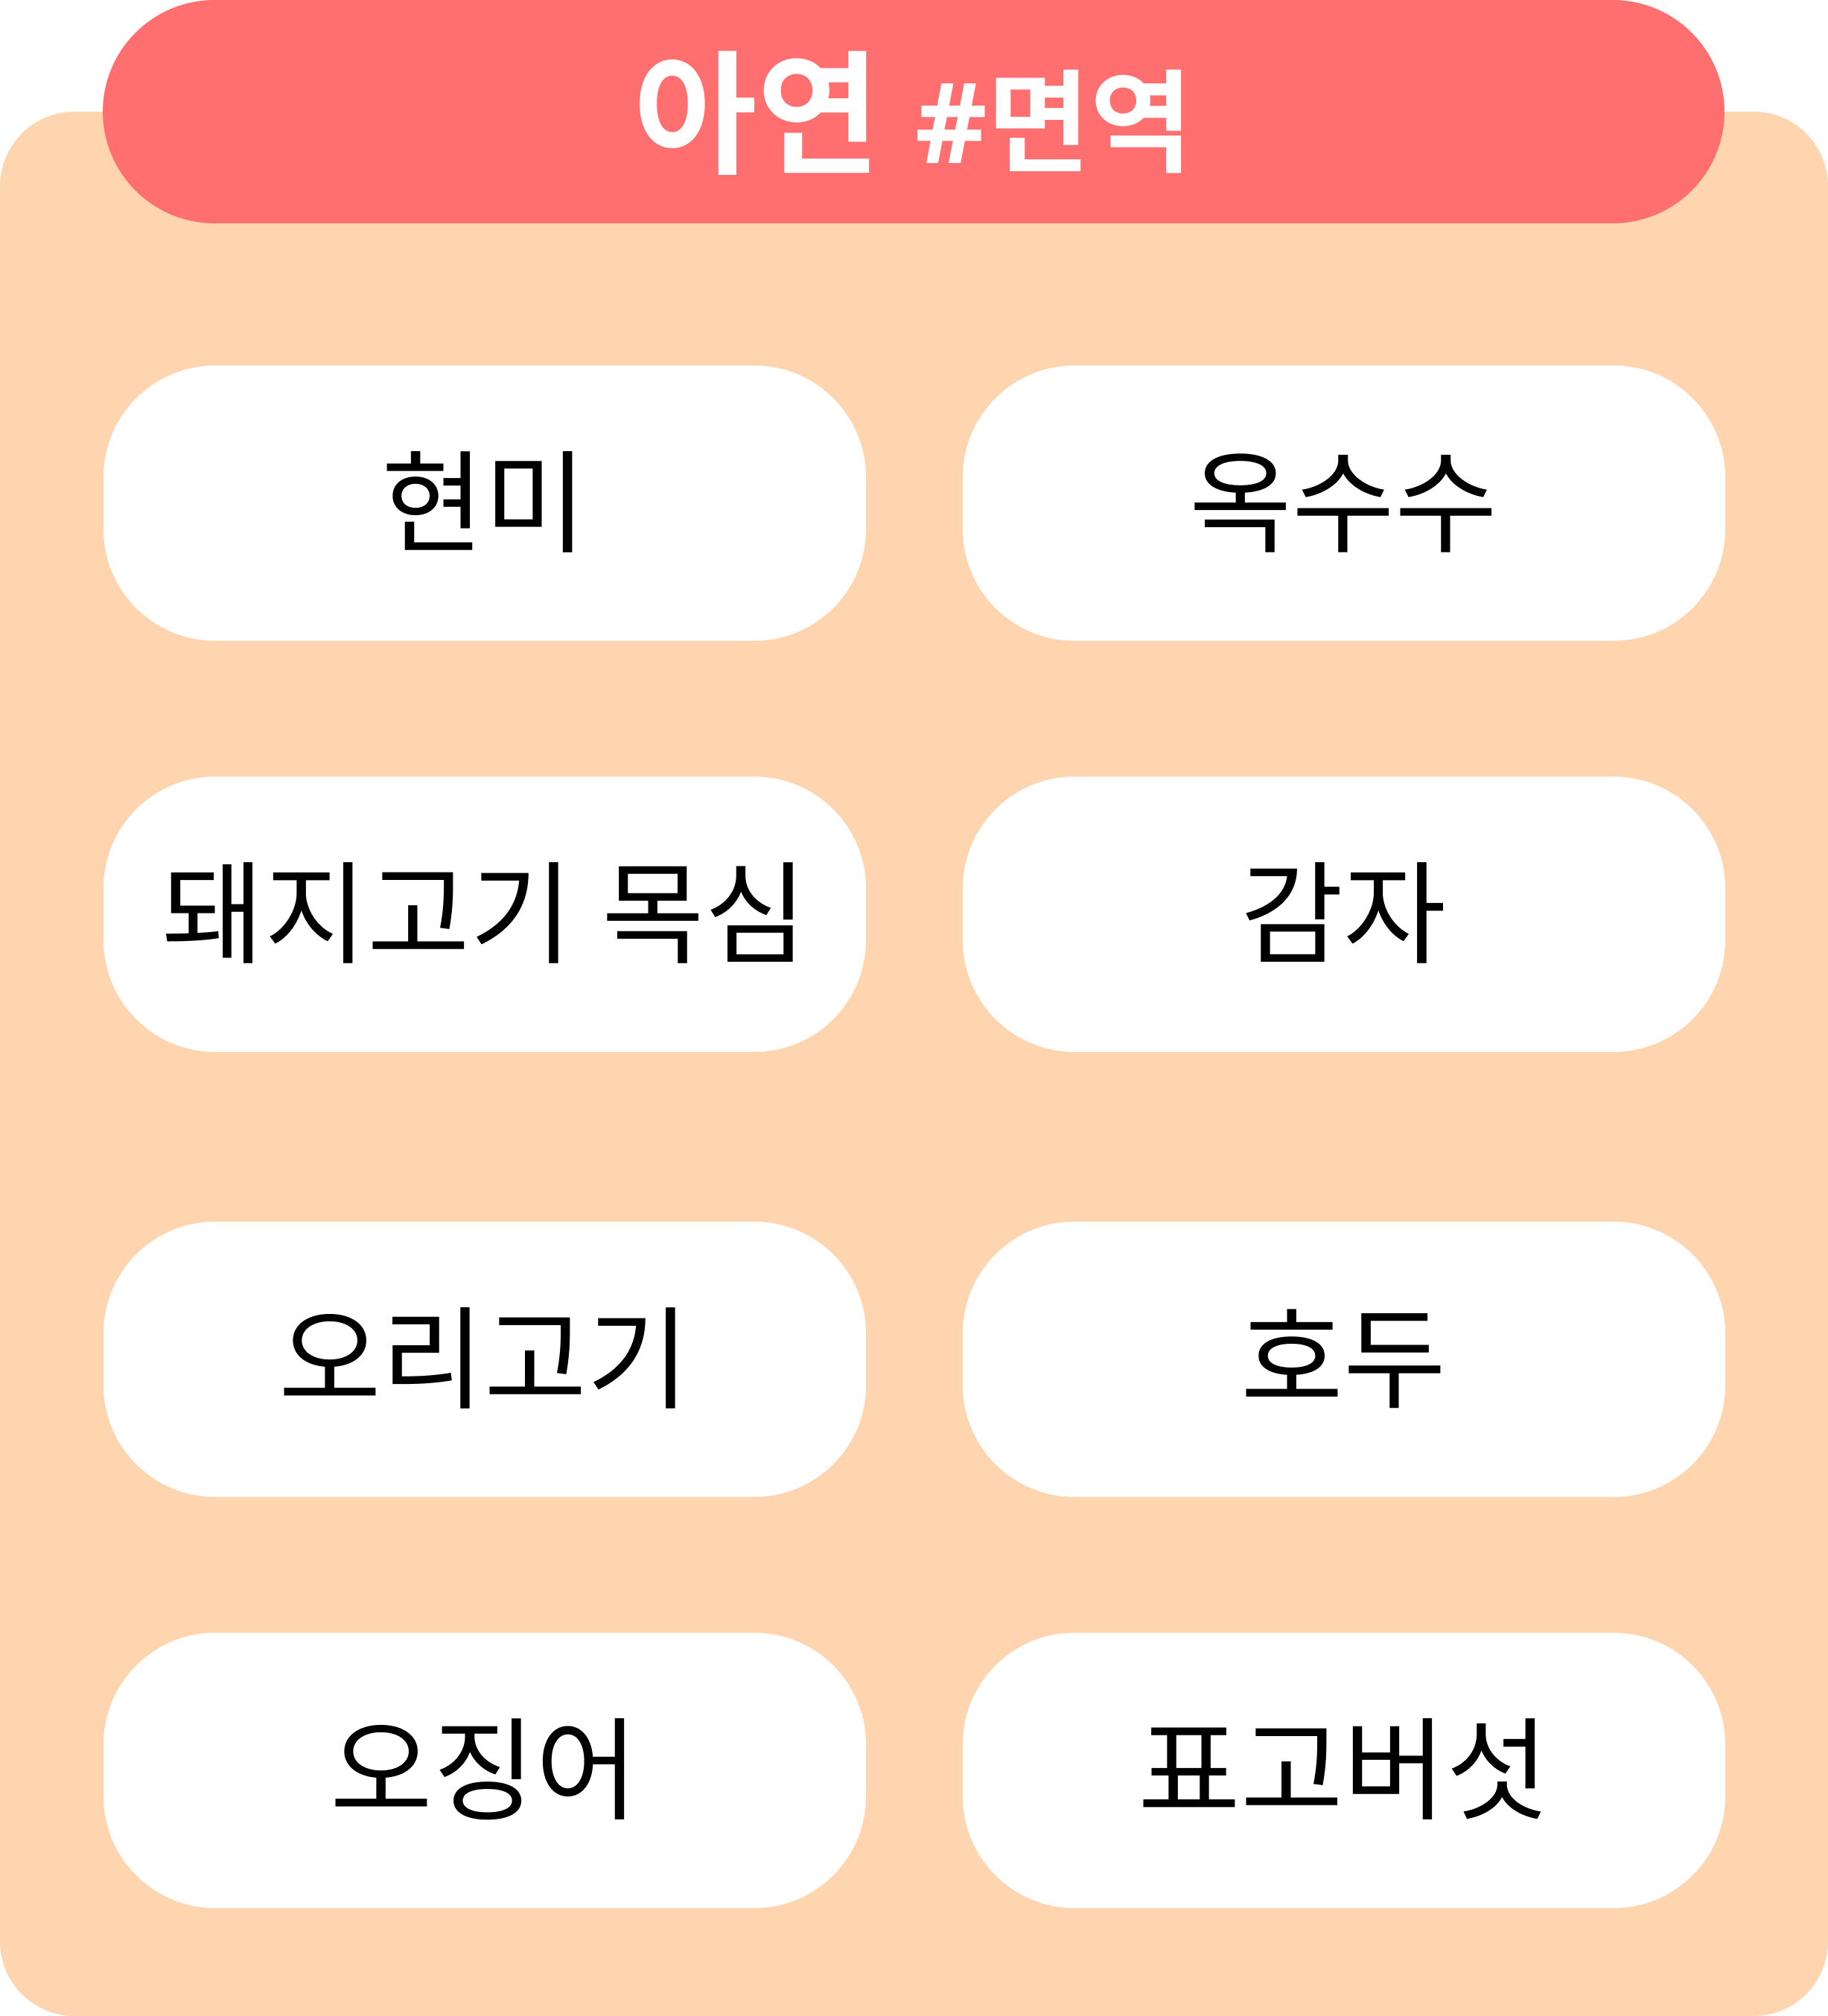 아연 #면역
현미
옥수수
돼지고기 목심
감자
오리고기
호두
오징어
표고버섯